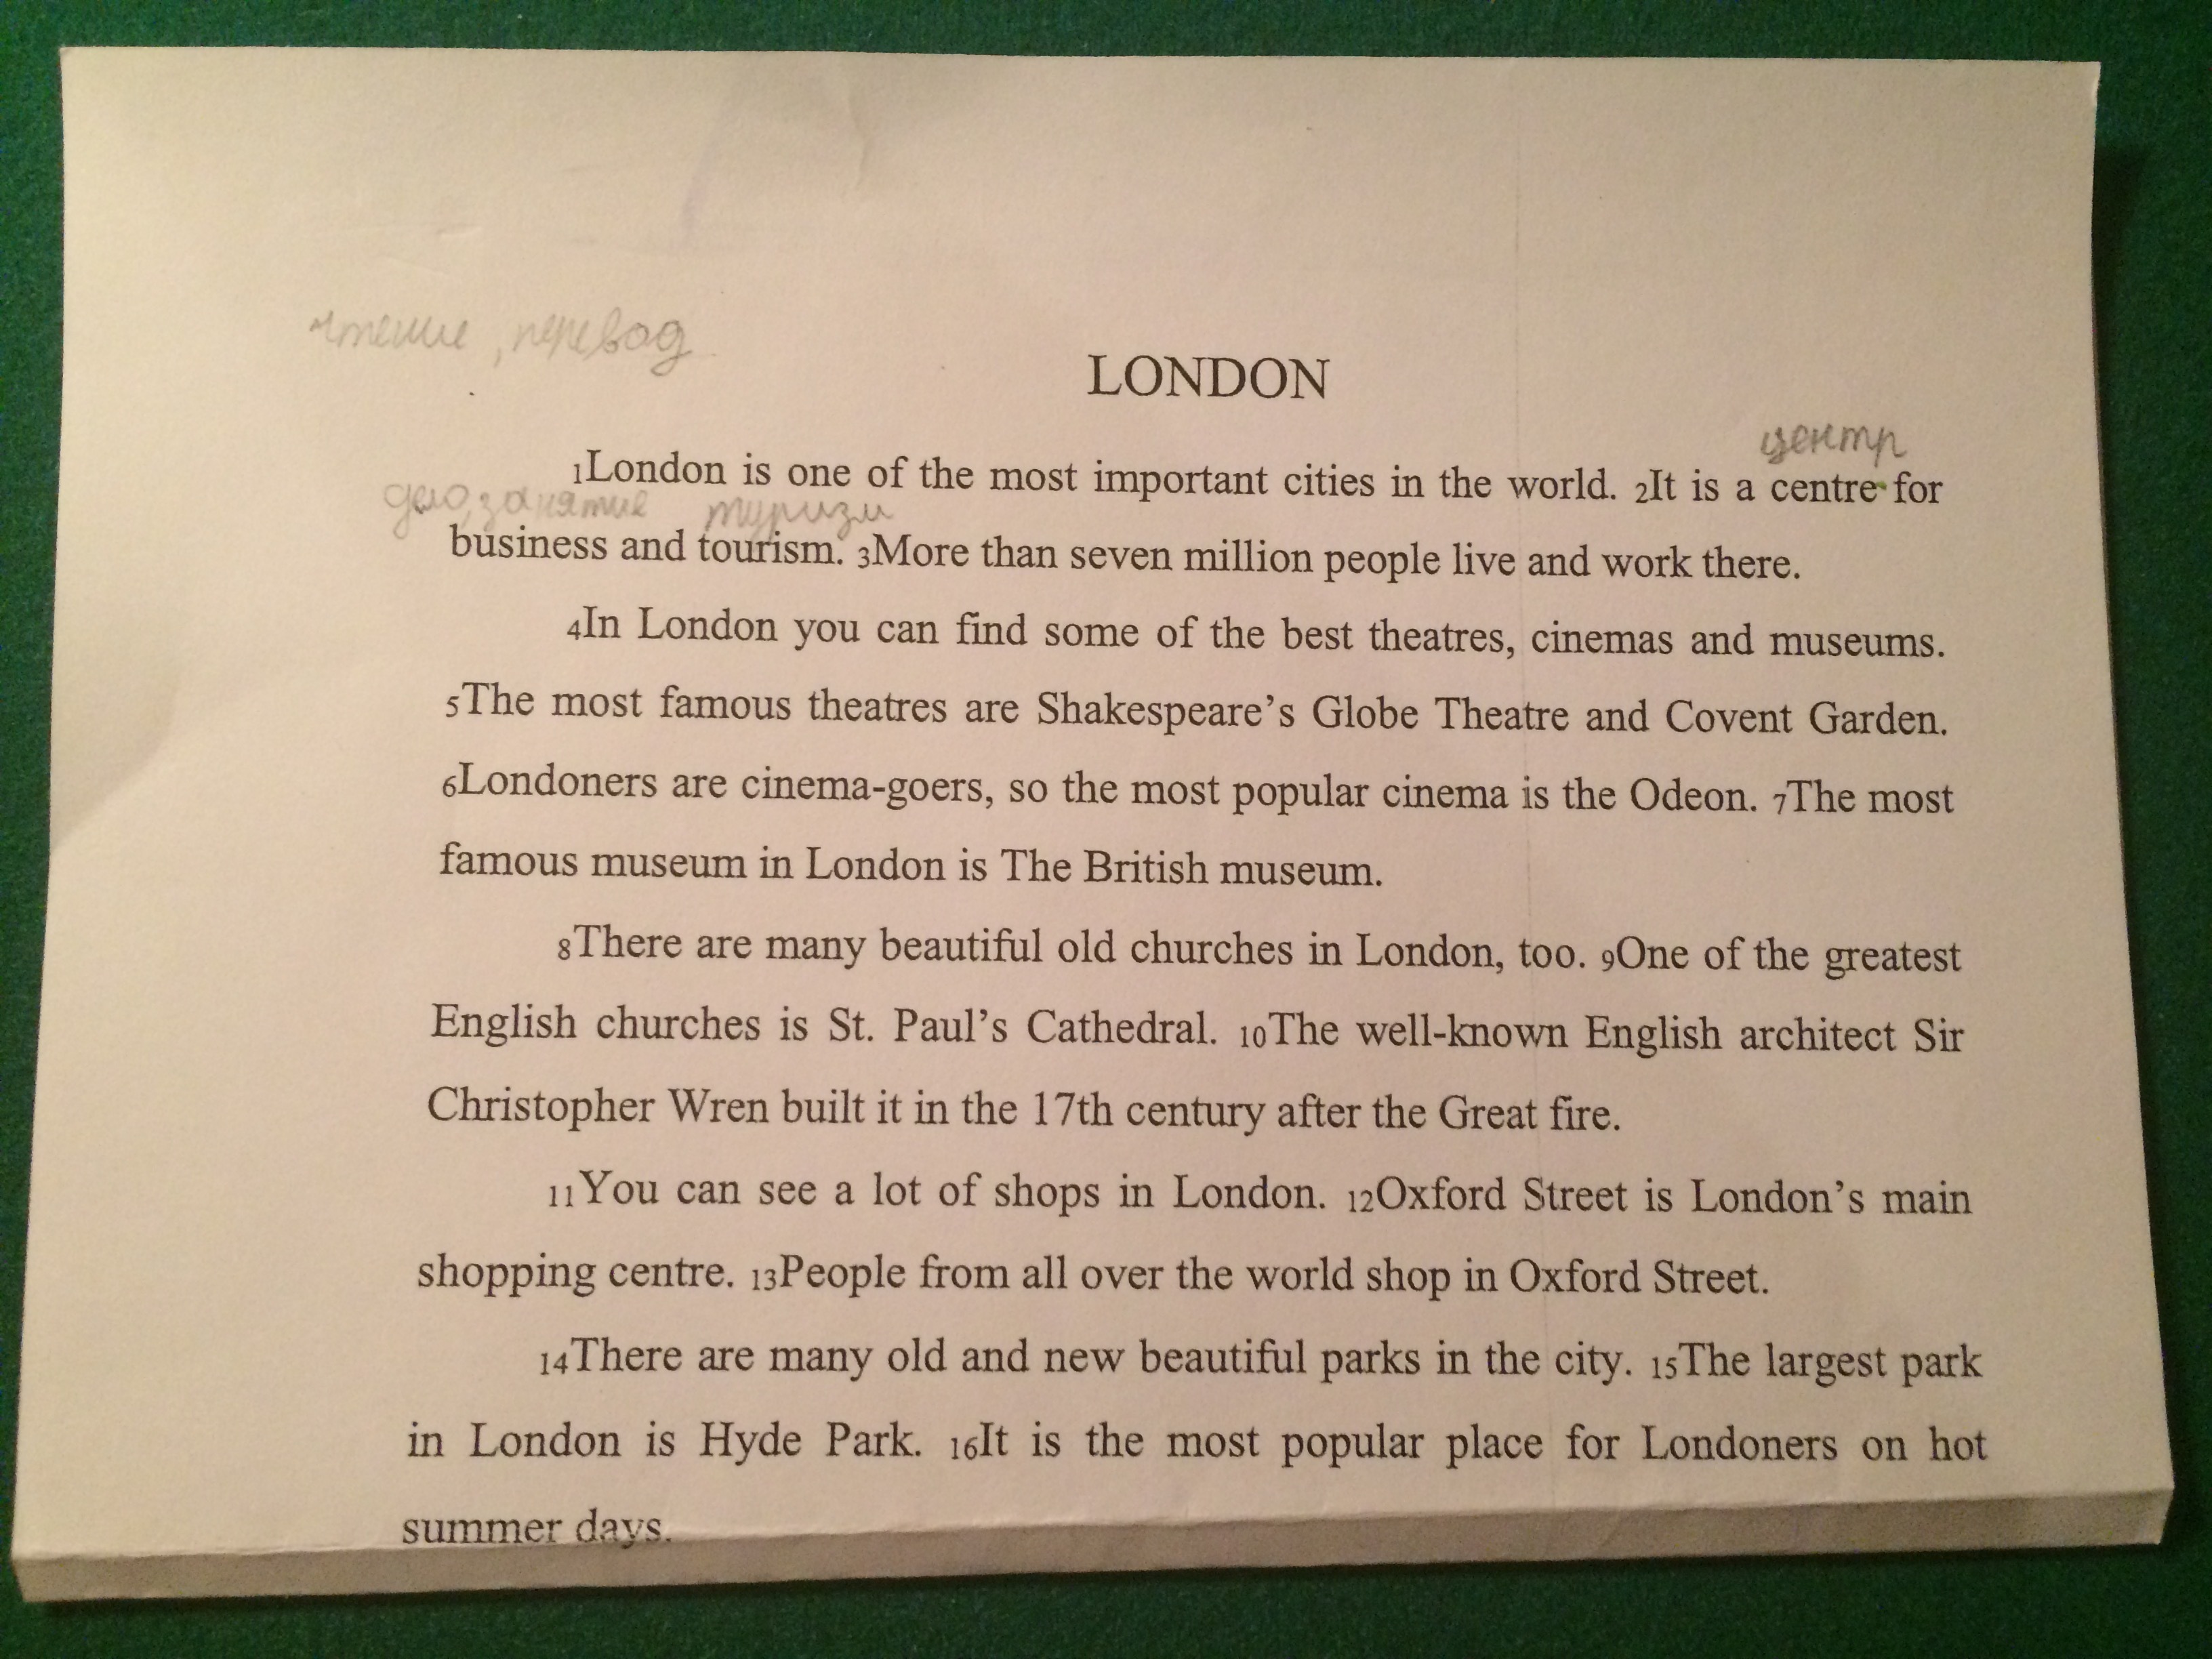 чтение, перевод
LONDON
центр
1London is one of the most important cities in the world. 2It is a centre for
дело, занятие туризм
business and tourism. 3More than seven million people live and work there.
4In London you can find some of the best theatres, cinemas and museums.
5The most famous theatres are Shakespeare's Globe Theatre and Covent Garden.
6Londoners are cinema-goers, so the most popular cinema is the Odeon. 7The most
famous museum in London is The British museum.
8There are many beautiful old churches in London, too. 9One of the greatest
English churches is St. Paul's Cathedral. 10The well-known English architect Sir
Christopher Wren built it in the 17th century after the Great fire.
11You can see a lot of shops in London. 12Oxford Street is London's main
shopping centre. 13People from all over the world shop in Oxford Street.
14There are many old and new beautiful parks in the city. 15The largest park
in London is Hyde Park. 16It is the most popular place for Londoners on hot
summer days.